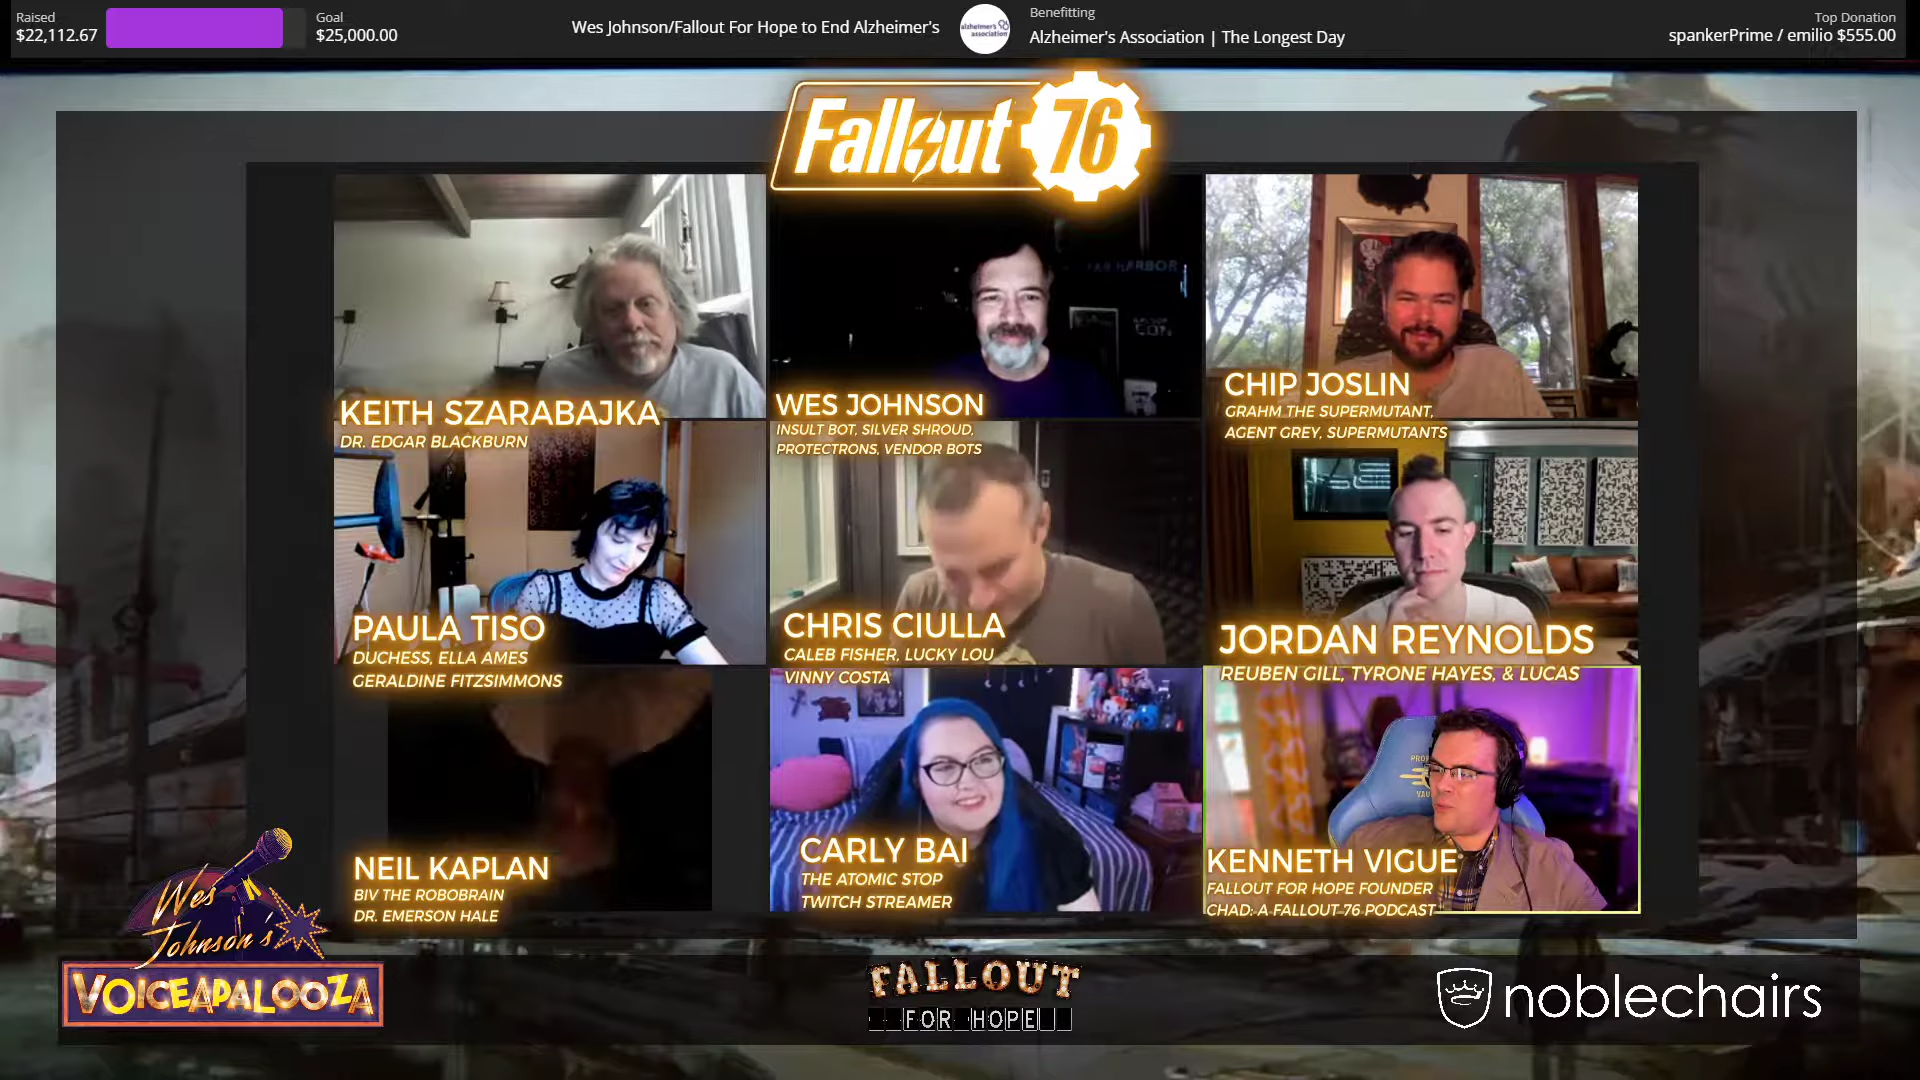 Raised
$22,112.67
Goal
$25,000.00
Wes Johnson/Fallout For Hope to End Alzheimer's
alzheimer's association
Benefitting
Alzheimer's Association | The Longest Day
Top Donation
spankerPrime / emilio $555.00
Fallout 76
FAR HARBOR
KEITH SZARABAJKA
DR. EDGAR BLACKBURN
WES JOHNSON
INSULT BOT, SILVER SHROUD,
PROTECTRONS, VENDOR BOTS
CHIP JOSLIN
GRAHM THE SUPERMUTANT,
AGENT GREY, SUPERMUTANTS
PAULA TISO
DUCHESS, ELLA AMES
GERALDINE FITZSIMMONS
CHRIS CIULLA
CALEB FISHER, LUCKY LOU
VINNY COSTA
JORDAN REYNOLDS
REUBEN GILL, TYRONE HAYES, & LUCAS
NEIL KAPLAN
BIV THE ROBOBRAIN
DR. EMERSON HALE
CARLY BAI
THE ATOMIC STOP
TWITCH STREAMER
KENNETH VIGUE
FALLOUT FOR HOPE FOUNDER
CHAD: A FALLOUT 76 PODCAST
Wes
Johnson's
VOICEAPALOOZA
FALLOUT
FOR HOPE
noblechairs